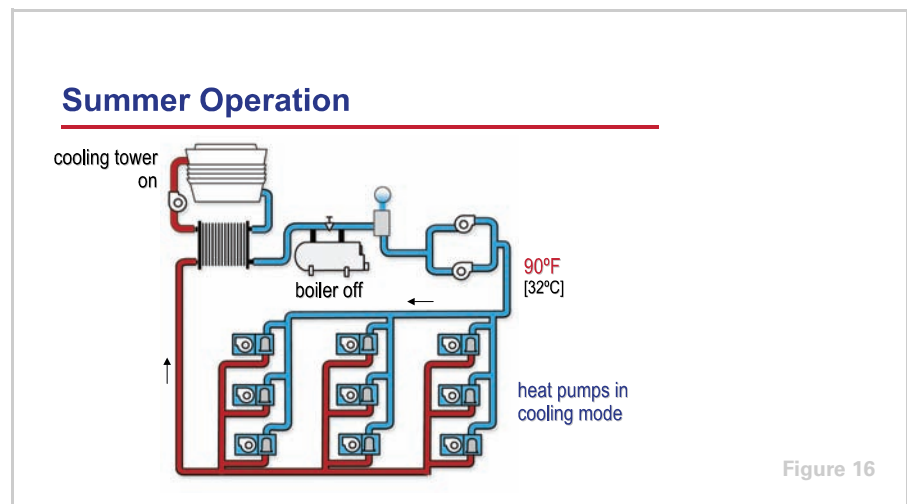 Summer Operation
cooling tower
on
boiler off
90ºF
[32ºC]
heat pumps in
cooling mode
Figure 16